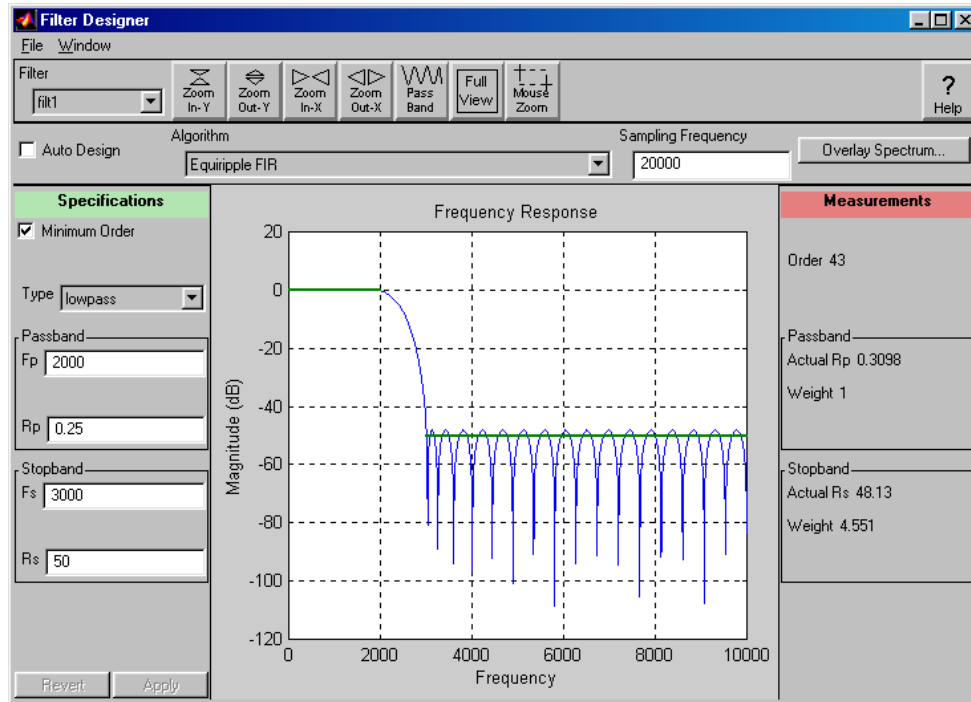 Filter Designer
File Window
Filter
filt1
Zoom In-Y
Zoom Out-Y
Zoom In-X
Zoom Out-X
Pass Band
Full View
Mouse Zoom
?
Help
Auto Design
Algorithm
Equiripple FIR
Sampling Frequency
20000
Overlay Spectrum...
Specifications
Minimum Order
Type lowpass
Passband
Fp 2000
Rp 0.25
Stopband
Fs 3000
Rs 50
Revert Apply
Frequency Response
Magnitude (dB)
20
0
-20
-40
-60
-80
-100
-120
0 2000 4000 6000 8000 10000
Frequency
Measurements
Order 43
Passband
Actual Rp 0.3098
Weight 1
Stopband
Actual Rs 48.13
Weight 4.551